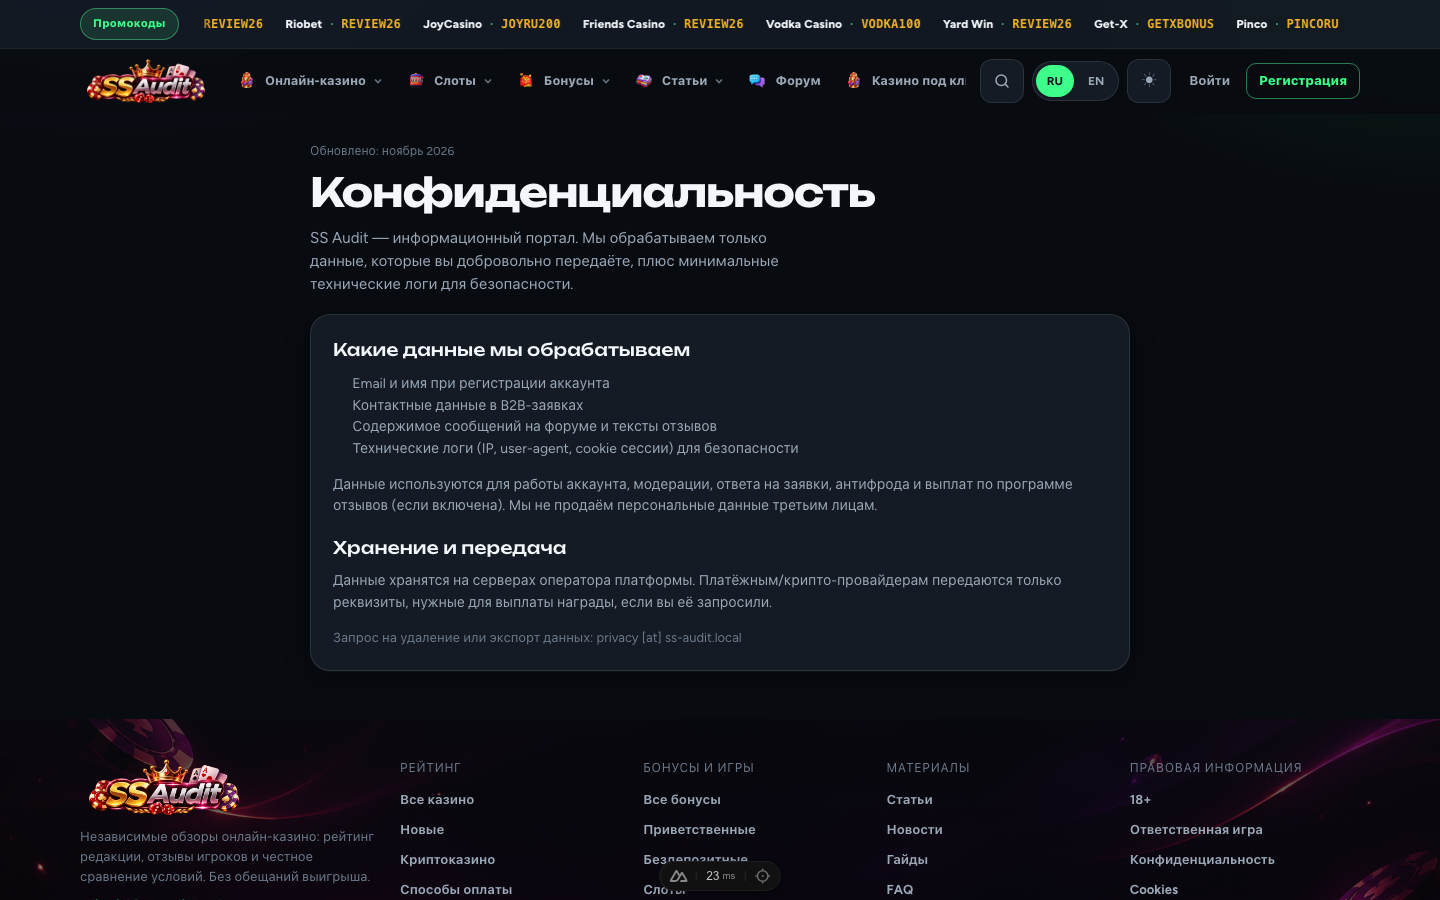 Промокоды REVIEW26 Riobet · REVIEW26 JoyCasino · JOYRU200 Friends Casino · REVIEW26 Vodka Casino · VODKA100 Yard Win · REVIEW26 Get-X · GETXBONUS Pinco · PINCORU
SS Audit Онлайн-казино Слоты Бонусы Статьи Форум Казино под RU EN Войти Регистрация
Обновлено: ноябрь 2026
Конфиденциальность
SS Audit — информационный портал. Мы обрабатываем только
данные, которые вы добровольно передаёте, плюс минимальные
технические логи для безопасности.
Какие данные мы обрабатываем
Email и имя при регистрации аккаунта
Контактные данные в B2B-заявках
Содержимое сообщений на форуме и тексты отзывов
Технические логи (IP, user-agent, cookie сессии) для безопасности
Данные используются для работы аккаунта, модерации, ответа на заявки, антифрода и выплат по программе
отзывов (если включена). Мы не продаём персональные данные третьим лицам.
Хранение и передача
Данные хранятся на серверах оператора платформы. Платёжным/крипто-провайдерам передаются только
реквизиты, нужные для выплаты награды, если вы её запросили.
Запрос на удаление или экспорт данных: privacy [at] ss-audit.local
SS Audit
Независимые обзоры онлайн-казино: рейтинг
редакции, отзывы игроков и честное
сравнение условий. Без обещаний выигрыша.
РЕЙТИНГ
Все казино
Новые
Криптоказино
Способы оплаты
БОНУСЫ И ИГРЫ
Все бонусы
Приветственные
Бездепозитные
Слоты
МАТЕРИАЛЫ
Статьи
Новости
Гайды
FAQ
ПРАВОВАЯ ИНФОРМАЦИЯ
18+
Ответственная игра
Конфиденциальность
Cookies
23 ms